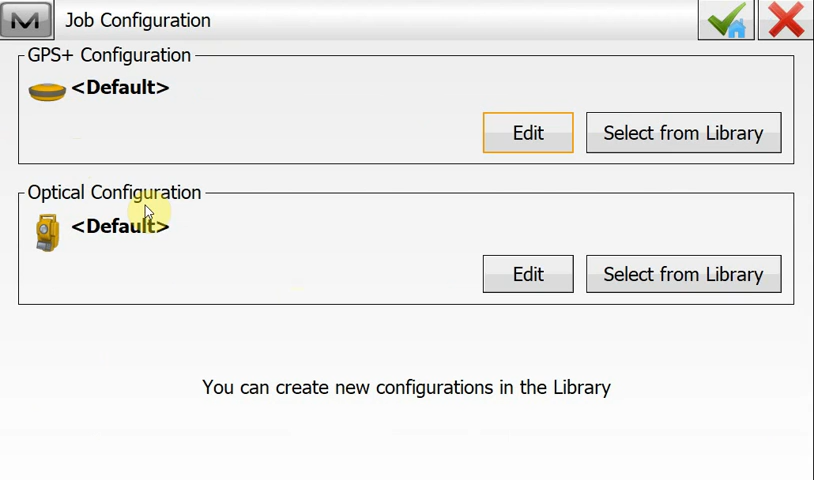 M Job Configuration
GPS+ Configuration
<Default>
Edit Select from Library
Optical Configuration
<Default>
Edit Select from Library
You can create new configurations in the Library